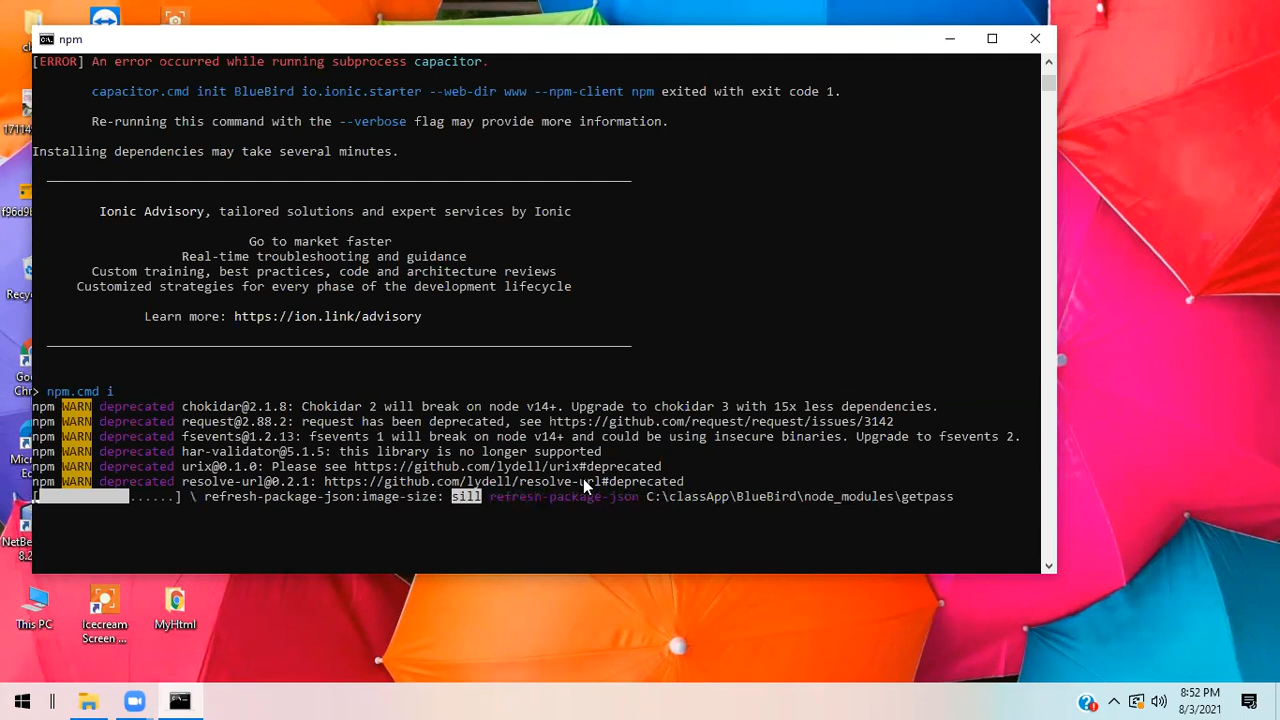 npm
[ERROR] An error occurred while running subprocess capacitor.
capacitor.cmd init BlueBird io.ionic.starter --web-dir www --npm-client npm exited with exit code 1.
Re-running this command with the --verbose flag may provide more information.
Installing dependencies may take several minutes.
Ionic Advisory, tailored solutions and expert services by Ionic
Go to market faster
Real-time troubleshooting and guidance
Custom training, best practices, code and architecture reviews
Customized strategies for every phase of the development lifecycle
Learn more: https://ion.link/advisory
> npm.cmd i
npm WARN deprecated chokidar@2.1.8: Chokidar 2 will break on node v14+. Upgrade to chokidar 3 with 15x less dependencies.
npm WARN deprecated request@2.88.2: request has been deprecated, see https://github.com/request/request/issues/3142
npm WARN deprecated fsevents@1.2.13: fsevents 1 will break on node v14+ and could be using insecure binaries. Upgrade to fsevents 2.
npm WARN deprecated har-validator@5.1.5: this library is no longer supported
npm WARN deprecated urix@0.1.0: Please see https://github.com/lydell/urix#deprecated
npm WARN deprecated resolve-url@0.2.1: https://github.com/lydell/resolve-url#deprecated
[ ......] \ refresh-package-json:image-size: sill refresh-package-json C:\classApp\BlueBird\node_modules\getpass
This PC
Icecream
Screen ...
MyHtml
8:52 PM
8/3/2021